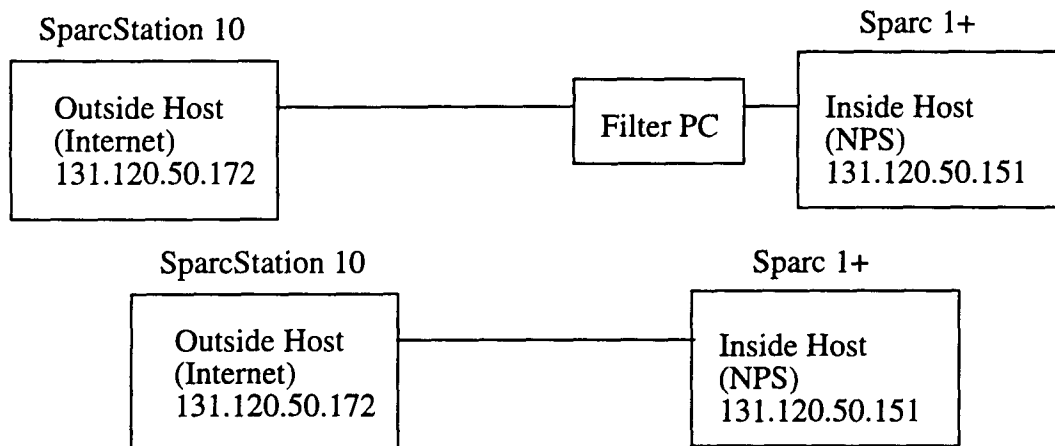 SparcStation 10
Sparc 1+
Outside Host
(Internet)
131.120.50.172
Filter PC
Inside Host
(NPS)
131.120.50.151
SparcStation 10
Sparc 1+
Outside Host
(Internet)
131.120.50.172
Inside Host
(NPS)
131.120.50.151